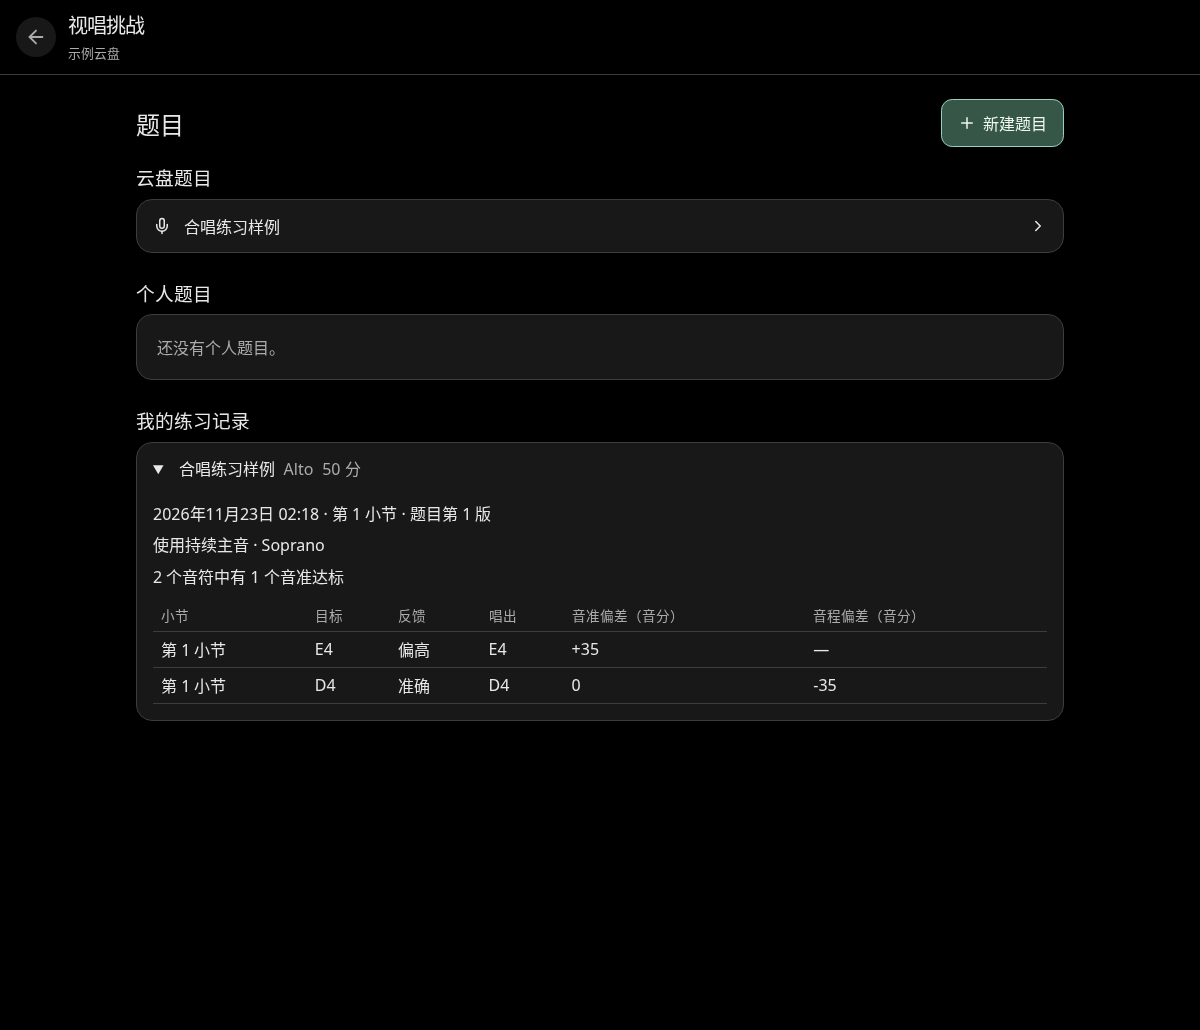 视唱挑战
示例云盘
题目
新建题目
云盘题目
合唱练习样例
个人题目
还没有个人题目。
我的练习记录
合唱练习样例 Alto 50 分
2026年11月23日 02:18 · 第 1 小节 · 题目第 1 版
使用持续主音 · Soprano
2 个音符中有 1 个音准达标
小节 目标 反馈 唱出 音准偏差（音分） 音程偏差（音分）
第 1 小节 E4 偏高 E4 +35 —
第 1 小节 D4 准确 D4 0 -35